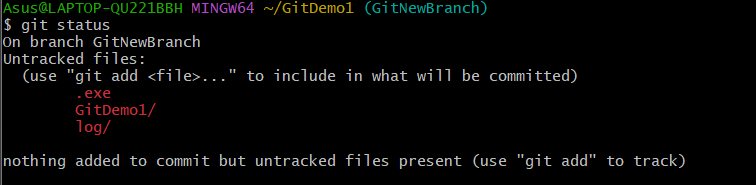 Asus@LAPTOP-QU221BBH MINGW64 ~/GitDemo1 (GitNewBranch)
$ git status
On branch GitNewBranch
Untracked files:
  (use "git add <file>..." to include in what will be committed)
        .exe
        GitDemo1/
        log/

nothing added to commit but untracked files present (use "git add" to track)